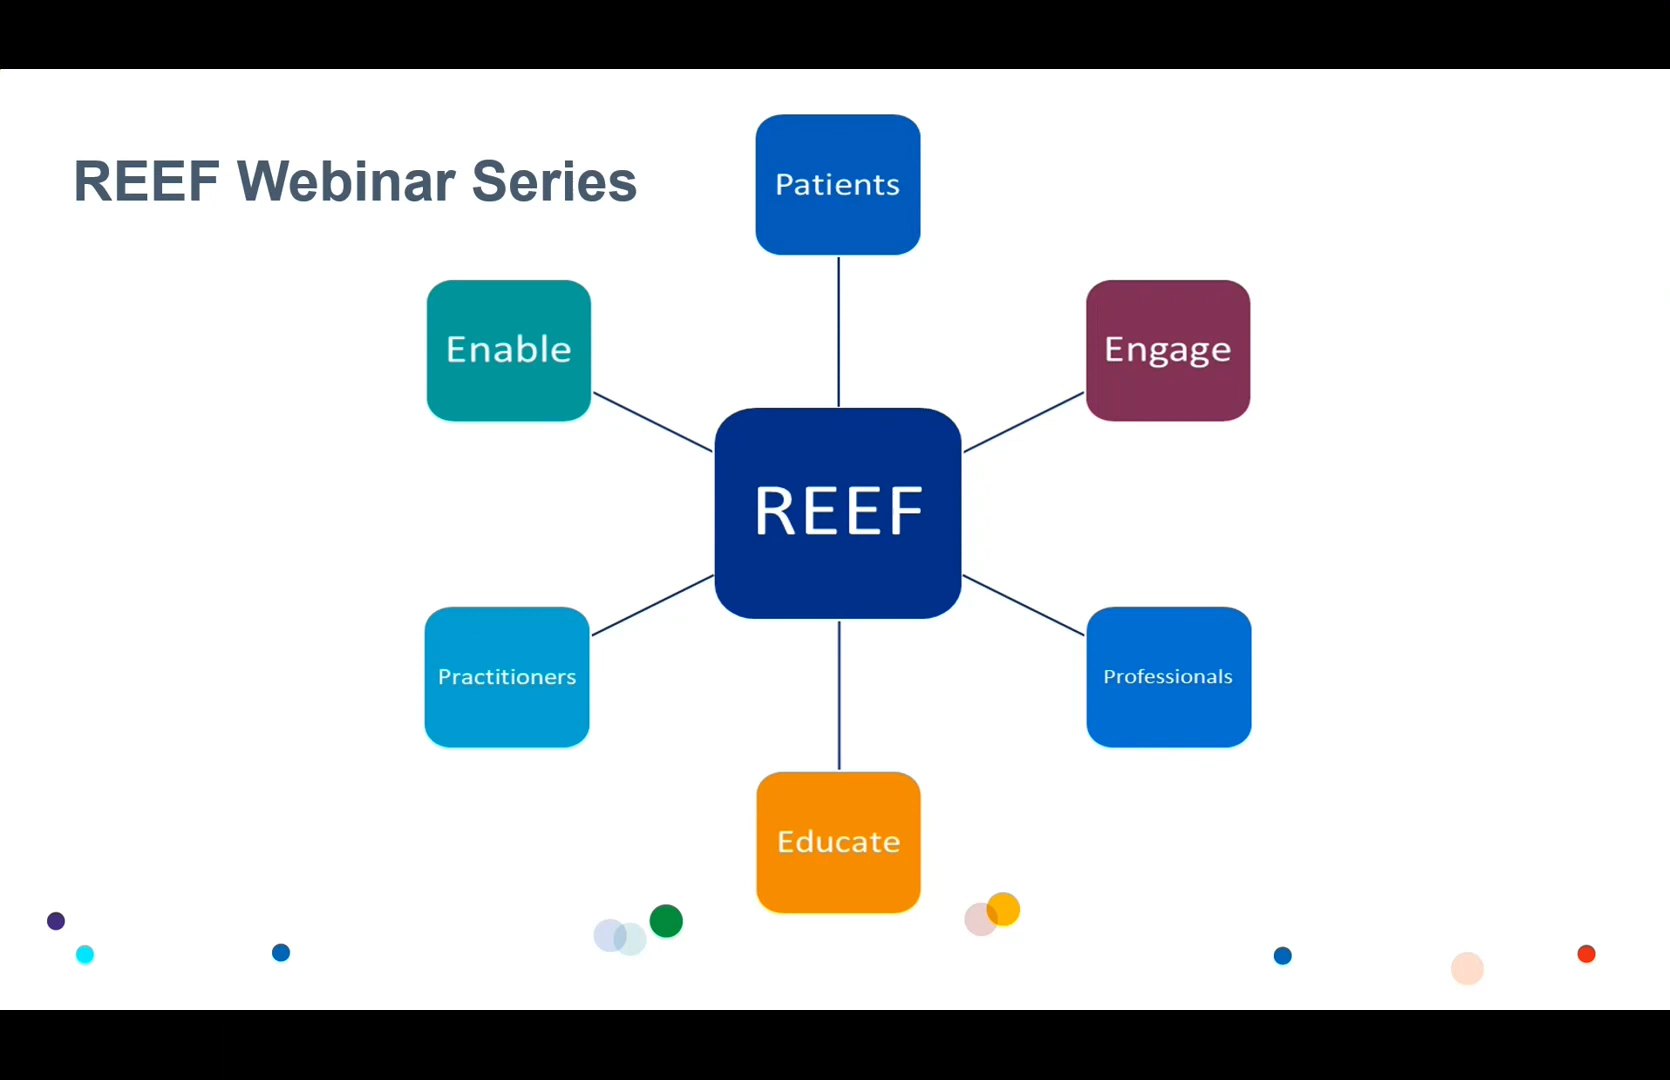 REEF Webinar Series
Patients
Enable
Engage
REEF
Practitioners
Professionals
Educate